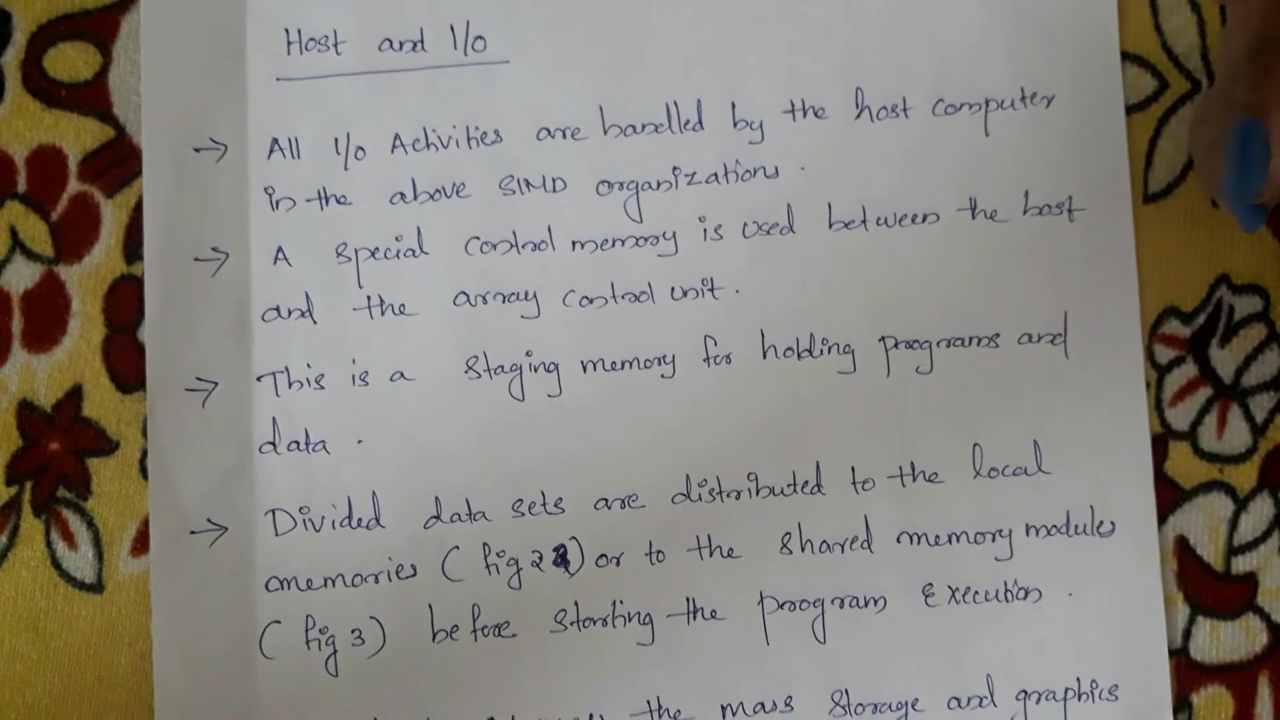 Host and I/o
→ All I/o Activities are handled by the host computer
in the above SIMD organizations.
→ A special control memory is used between the host
and the array control unit.
→ This is a staging memory for holding programs and
data.
→ Divided data sets are distributed to the local
memories (fig 2) or to the shared memory modules
(fig 3) before starting the program Execution.
the mass storage and graphics